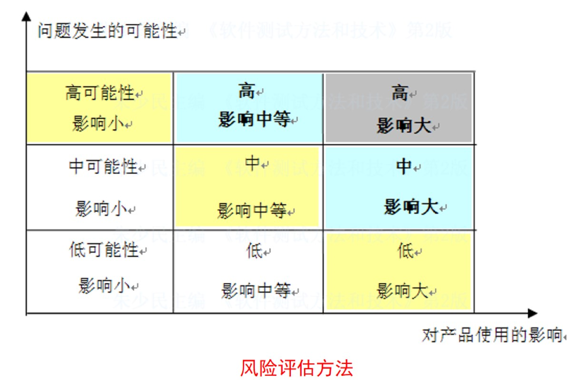 问题发生的可能性
高可能性
影响小
高
影响中等
高
影响大
中可能性
影响小
中
影响中等
中
影响大
低可能性
影响小
低
影响中等
低
影响大
对产品使用的影响
风险评估方法